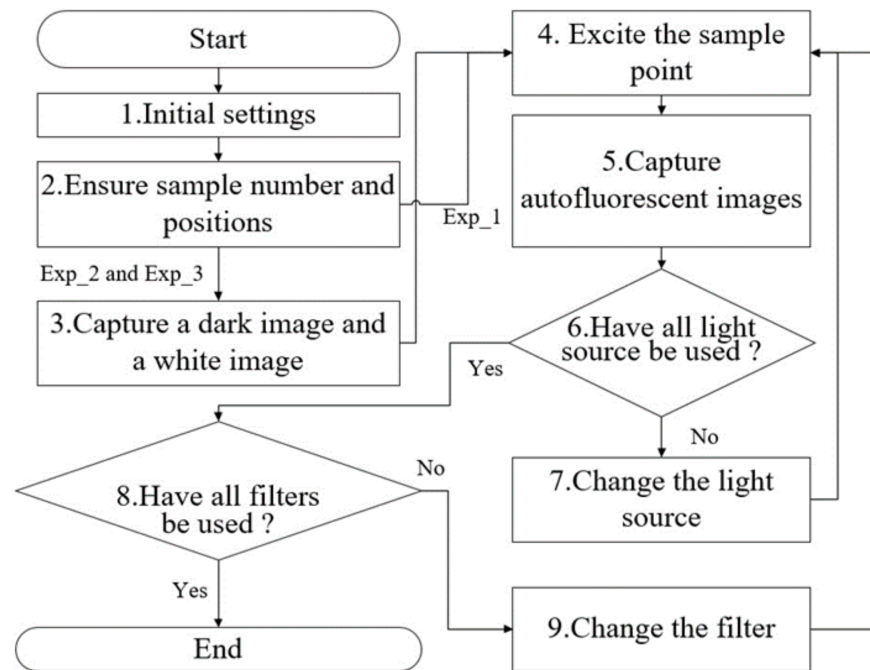 Start
1.Initial settings
2.Ensure sample number and
positions
Exp_1
Exp_2 and Exp_3
3.Capture a dark image and
a white image
4. Excite the sample
point
5.Capture
autofluorescent images
6.Have all light
source be used ?
Yes
No
7.Change the light
source
8.Have all filters
be used ?
No
Yes
9.Change the filter
End